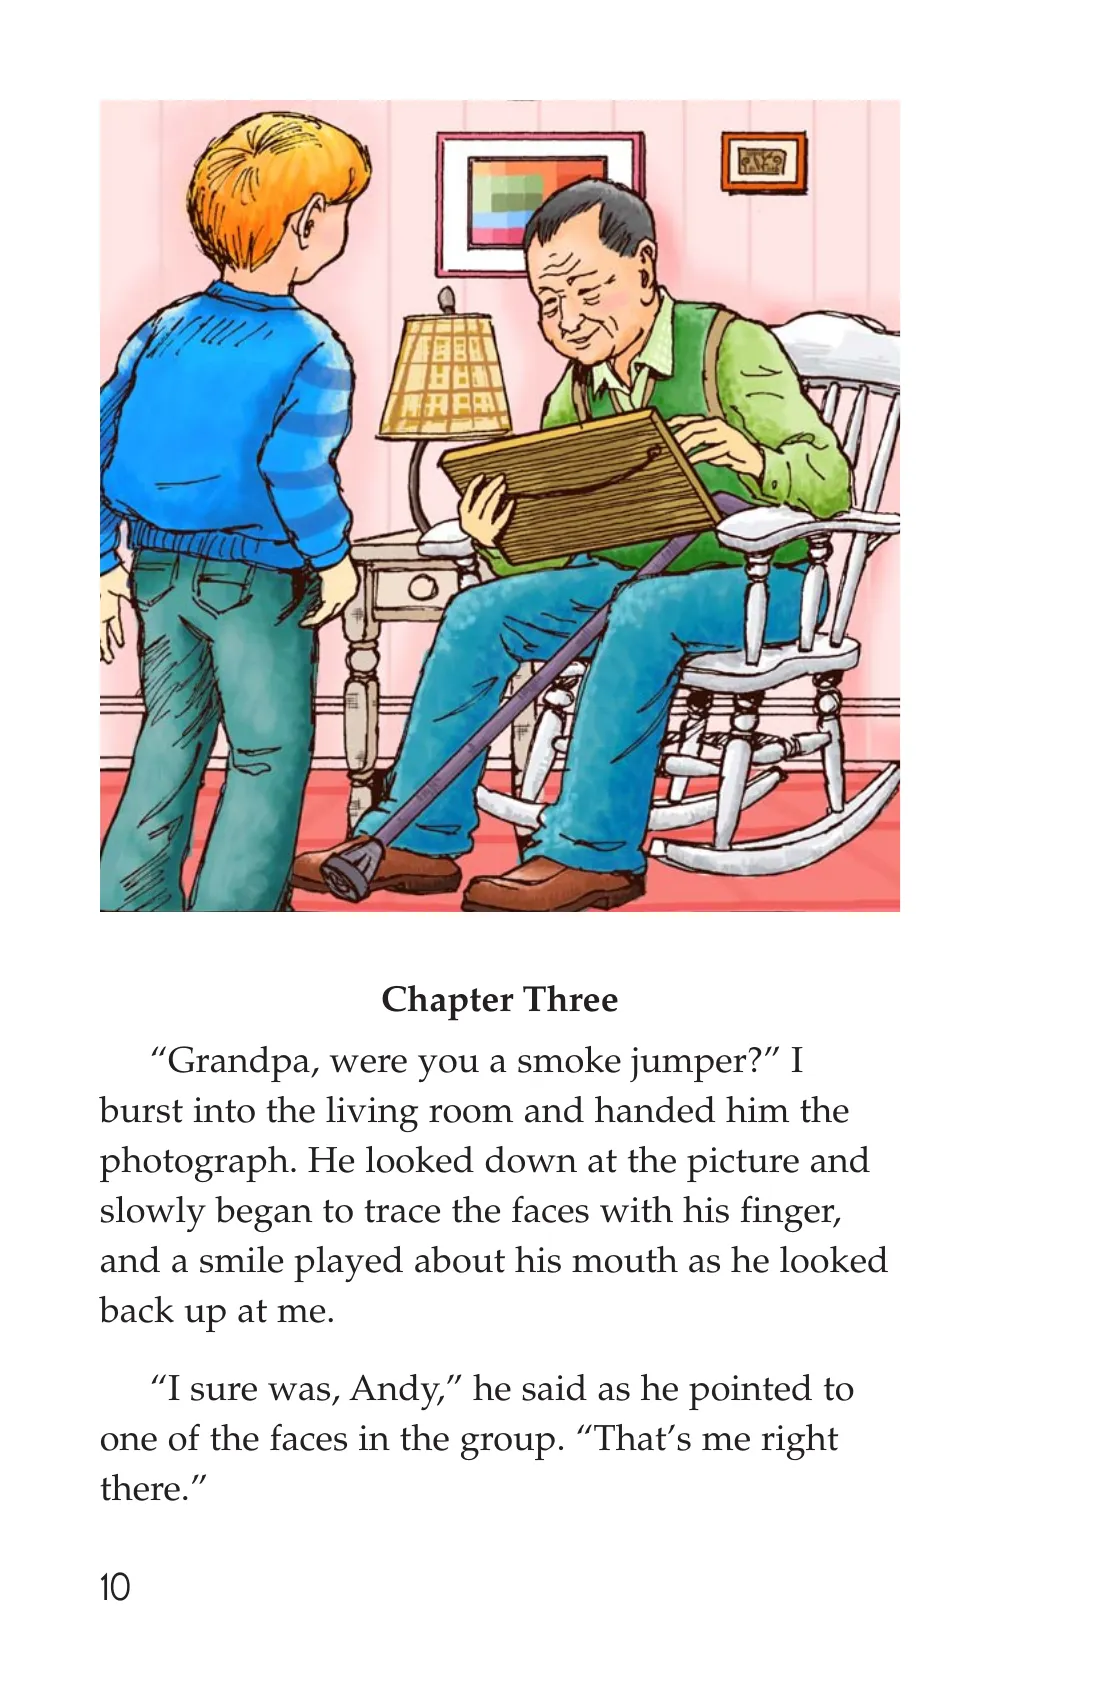 Chapter Three
“Grandpa, were you a smoke jumper?” I
burst into the living room and handed him the
photograph. He looked down at the picture and
slowly began to trace the faces with his finger,
and a smile played about his mouth as he looked
back up at me.
“I sure was, Andy,” he said as he pointed to
one of the faces in the group. “That’s me right
there.”
10